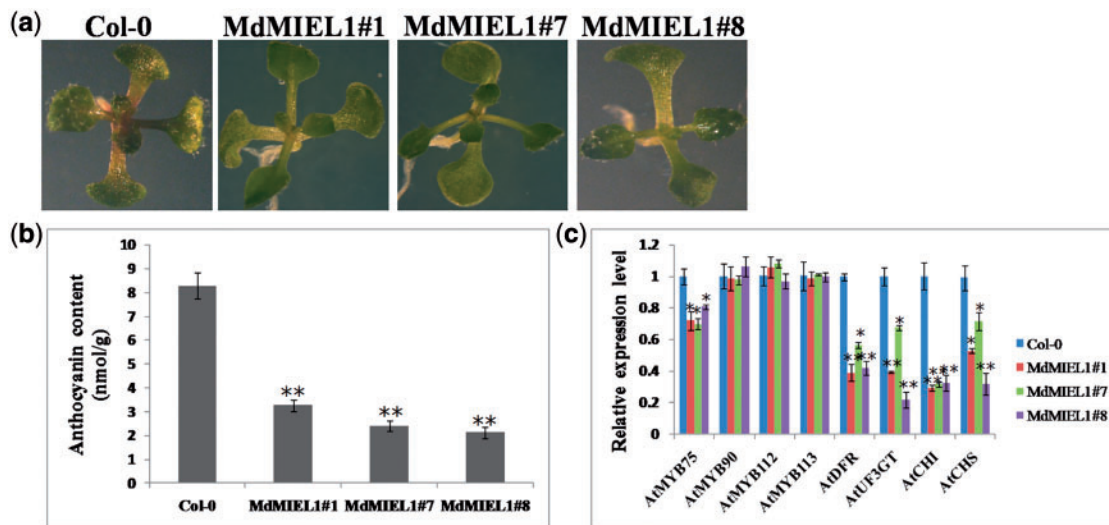 (a) Col-0 MdMIEL1#1 MdMIEL1#7 MdMIEL1#8
(b)
Anthocyanin content
(nmol/g)
10
9
8
7
6
5
4
3
2
1
0
** ** **
Col-0 MdMIEL1#1 MdMIEL1#7 MdMIEL1#8
(c)
Relative expression level
1.2
1
0.8
0.6
0.4
0.2
0
* * * ** * ** ** * ** ** ** ** * * **
AtMYB75 AtMYB90 AtMYB112 AtMYB113 AtDFR AtUF3GT AtCHI AtCHS
Col-0
MdMIEL1#1
MdMIEL1#7
MdMIEL1#8